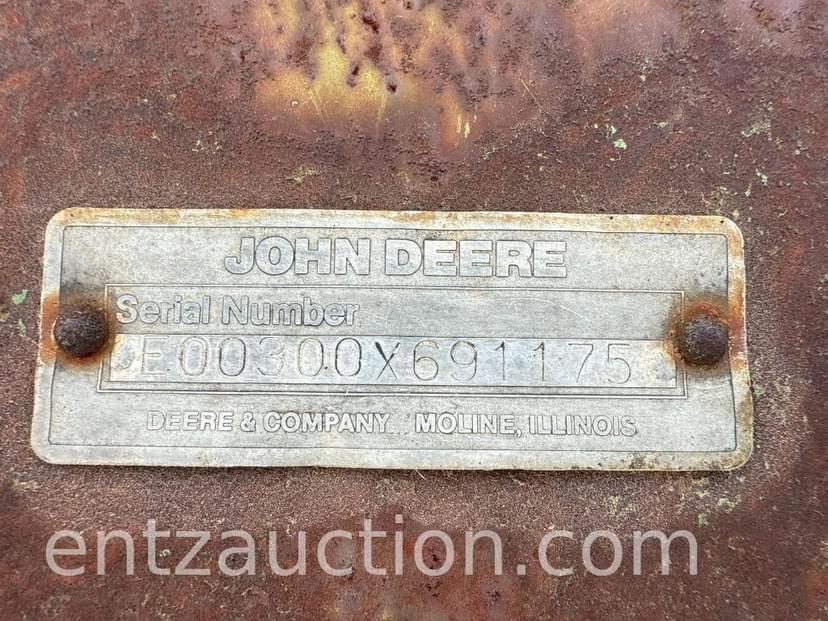 JOHN DEERE
Serial Number
E00300X691175
DEERE & COMPANY MOLINE, ILLINOIS
entzauction.com